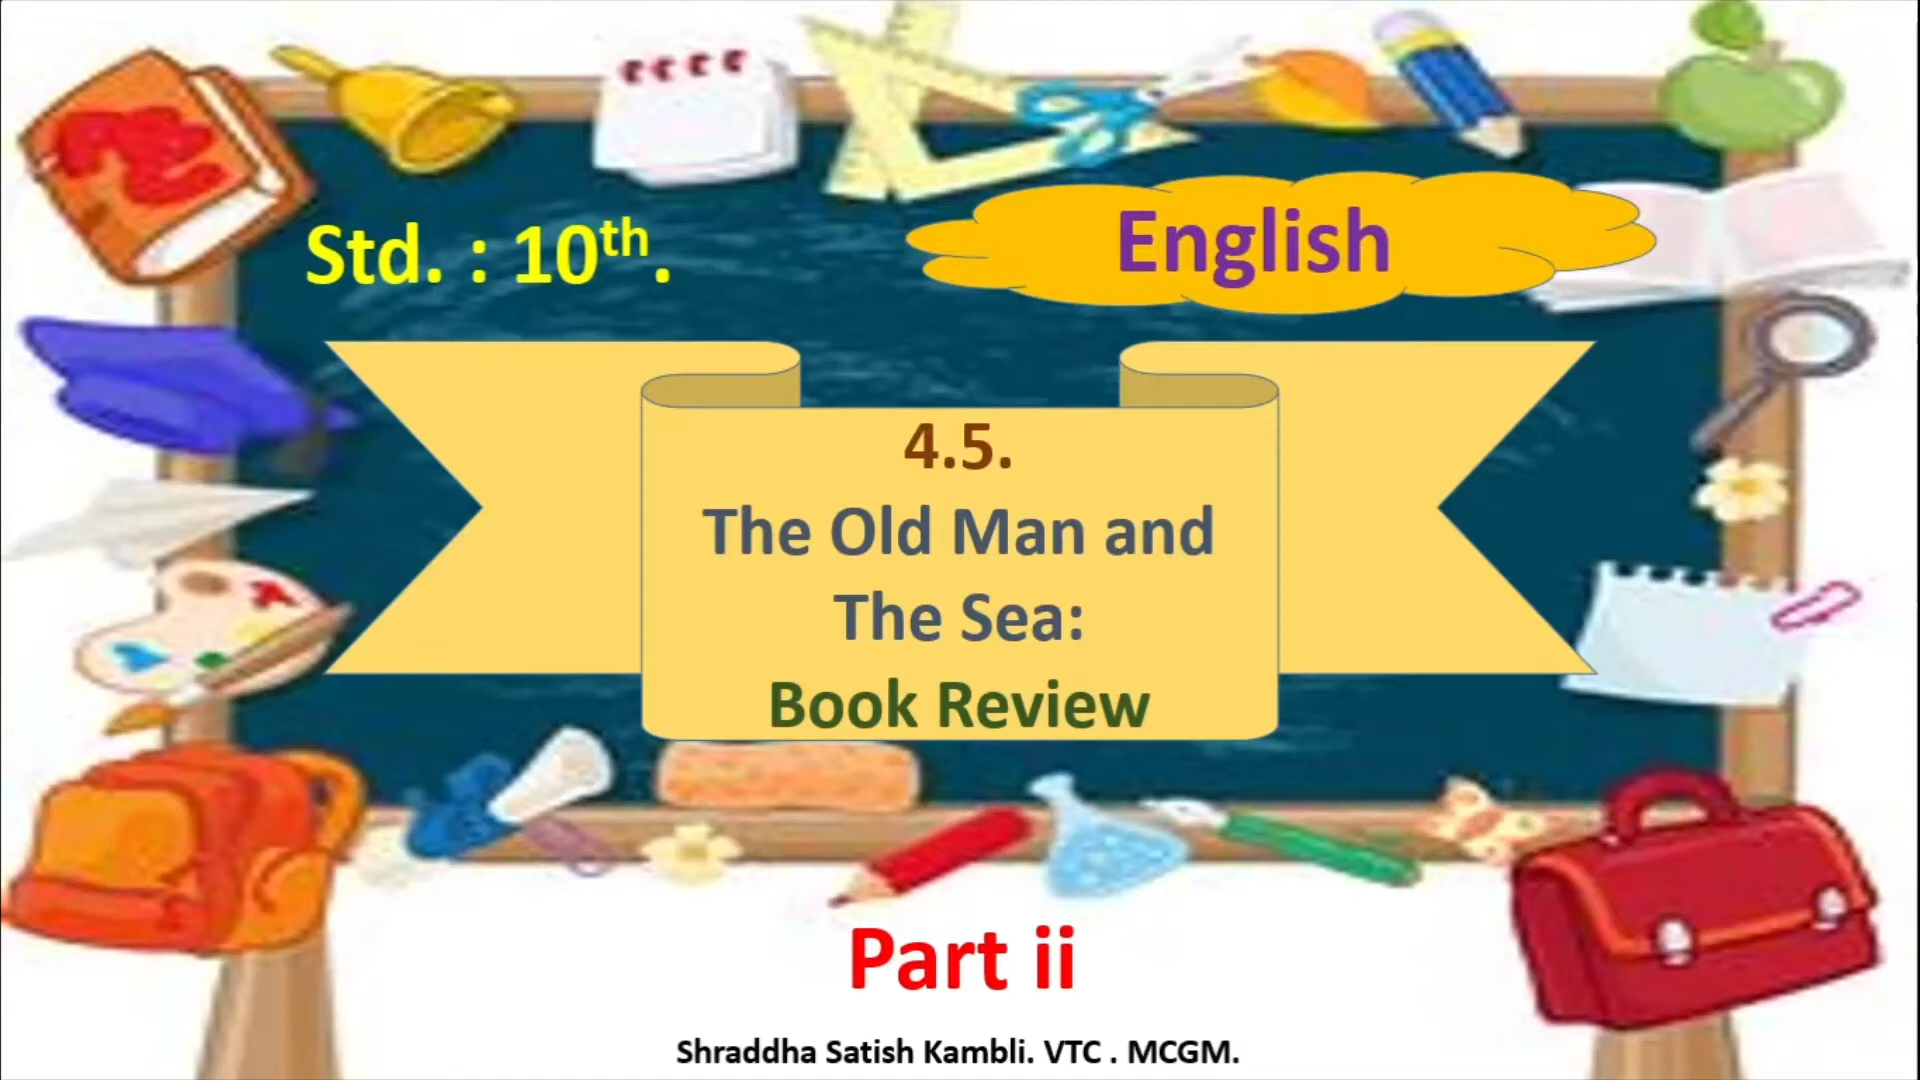 Std. : 10th.
English
4.5.
The Old Man and
The Sea:
Book Review
Part ii
Shraddha Satish Kambli. VTC . MCGM.